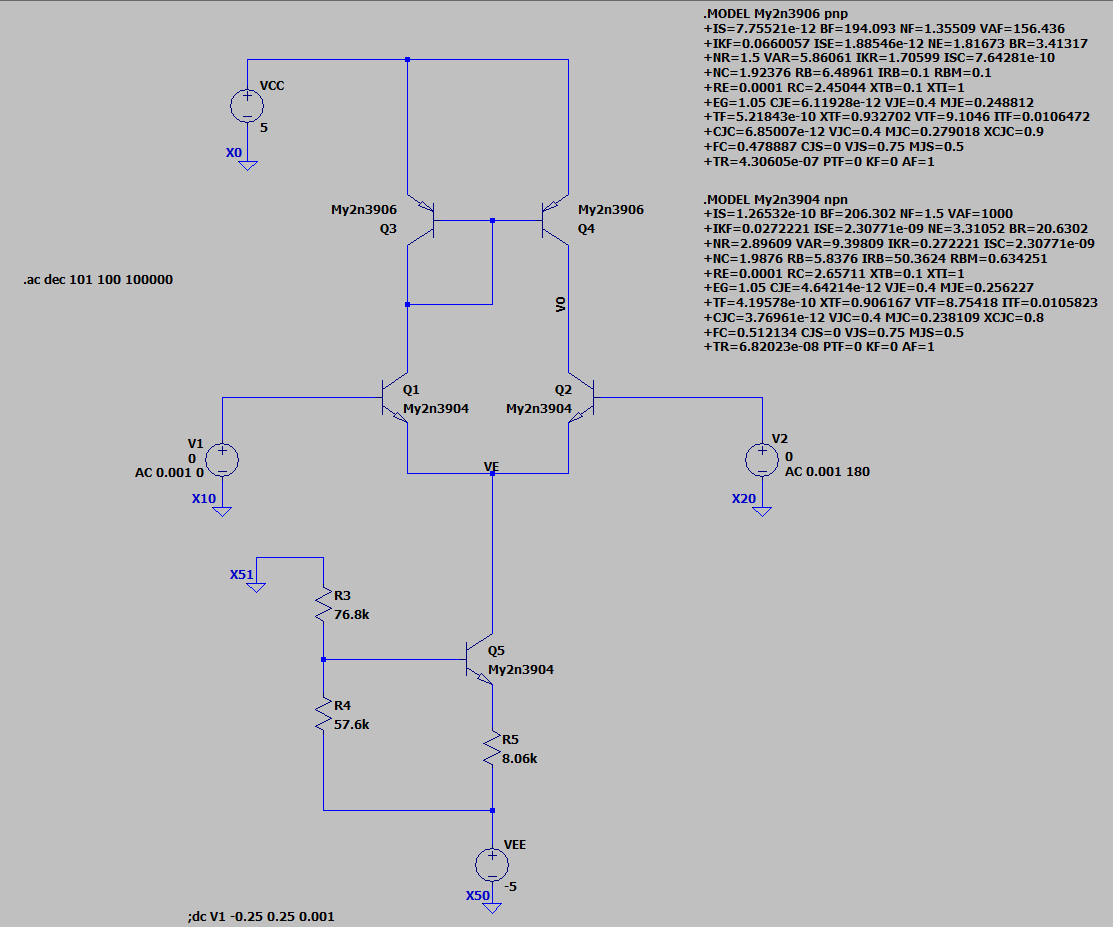 .MODEL My2n3906 pnp
+IS=7.75521e-12 BF=194.093 NF=1.35509 VAF=156.436
+IKF=0.0660057 ISE=1.88546e-12 NE=1.81673 BR=3.41317
+NR=1.5 VAR=5.86061 IKR=1.70599 ISC=7.64281e-10
+NC=1.92376 RB=6.48961 IRB=0.1 RBM=0.1
+RE=0.0001 RC=2.45044 XTB=0.1 XTI=1
+EG=1.05 CJE=6.11928e-12 VJE=0.4 MJE=0.248812
+TF=5.21843e-10 XTF=0.932702 VTF=9.1046 ITF=0.0106472
+CJC=6.85007e-12 VJC=0.4 MJC=0.279018 XCJC=0.9
+FC=0.478887 CJS=0 VJS=0.75 MJS=0.5
+TR=4.30605e-07 PTF=0 KF=0 AF=1
.MODEL My2n3904 npn
+IS=1.26532e-10 BF=206.302 NF=1.5 VAF=1000
+IKF=0.0272221 ISE=2.30771e-09 NE=3.31052 BR=20.6302
+NR=2.89609 VAR=9.39809 IKR=0.272221 ISC=2.30771e-09
+NC=1.9876 RB=5.8376 IRB=50.3624 RBM=0.634251
+RE=0.0001 RC=2.65711 XTB=0.1 XTI=1
+EG=1.05 CJE=4.64214e-12 VJE=0.4 MJE=0.256227
+TF=4.19578e-10 XTF=0.906167 VTF=8.75418 ITF=0.0105823
+CJC=3.76961e-12 VJC=0.4 MJC=0.238109 XCJC=0.8
+FC=0.512134 CJS=0 VJS=0.75 MJS=0.5
+TR=6.82023e-08 PTF=0 KF=0 AF=1
VCC
5
X0
My2n3906
Q3
My2n3906
Q4
.ac dec 101 100 100000
VO
Q1
My2n3904
Q2
My2n3904
V1
0
AC 0.001 0
X10
VE
V2
0
AC 0.001 180
X20
X51
R3
76.8k
Q5
My2n3904
R4
57.6k
R5
8.06k
VEE
-5
X50
;dc V1 -0.25 0.25 0.001